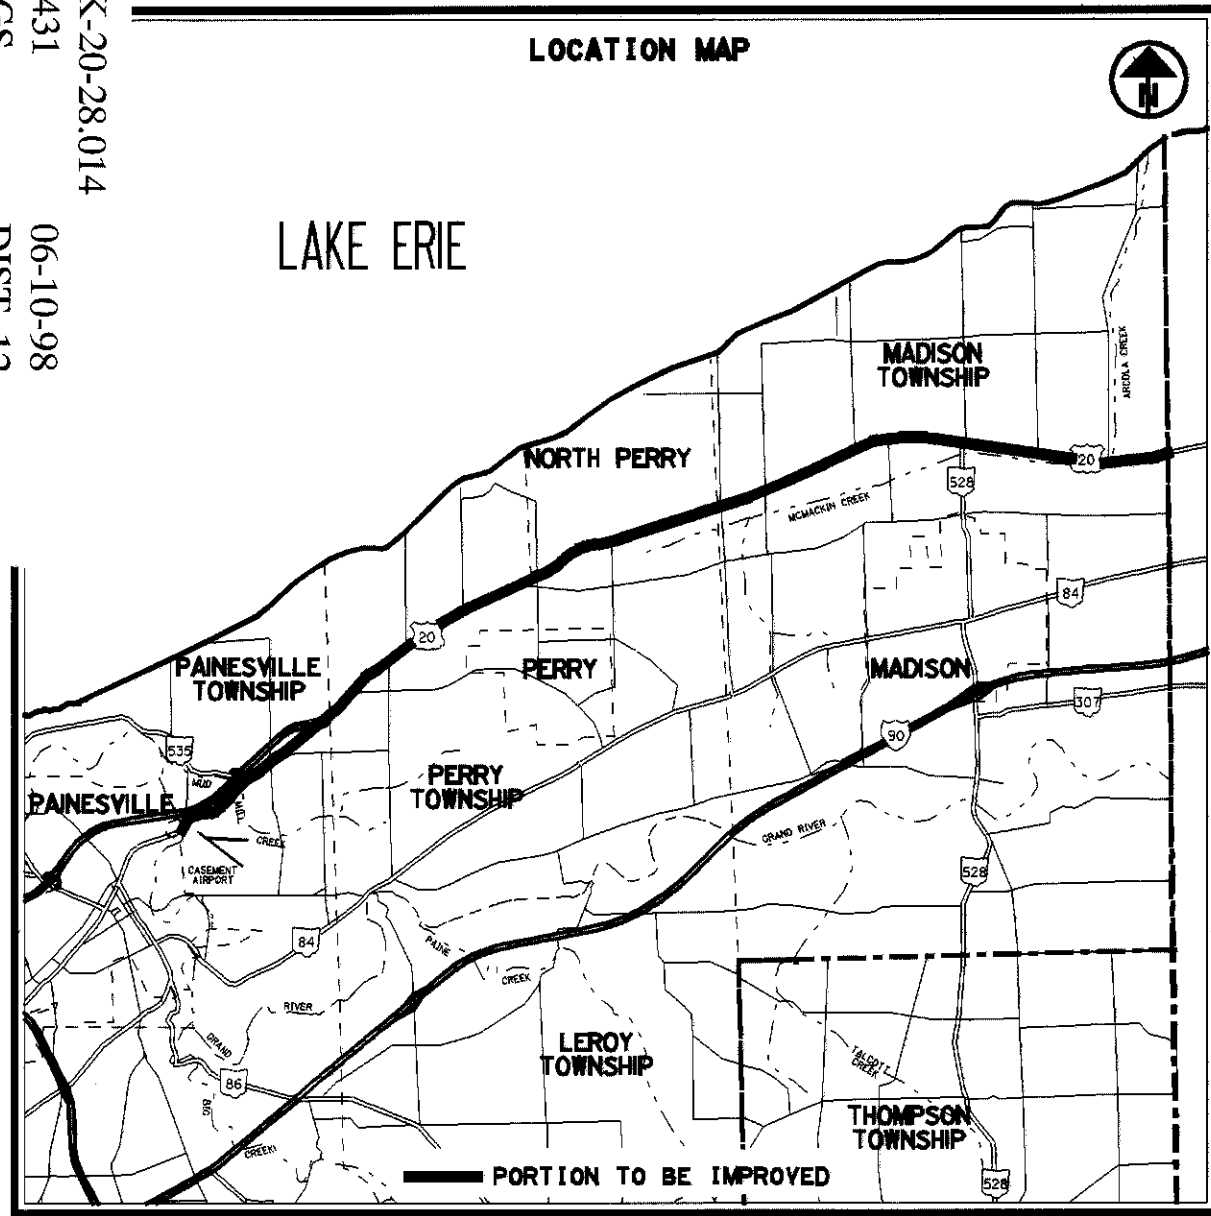 K-20-28.014
431
06-10-98
LOCATION MAP
N
LAKE ERIE
MADISON
TOWNSHIP
ARCOLA CREEK
NORTH PERRY
20
528
MCMACKIN CREEK
84
20
PAINESVILLE
TOWNSHIP
PERRY
MADISON
307
90
535
MUD
PERRY
TOWNSHIP
PAINESVILLE
MUD
CREEK
GRAND RIVER
CASEMENT
AIRPORT
528
84
PAINE
CREEK
RIVER
GRAND
LEROY
TOWNSHIP
TALCOTT
CREEK
86
BIG
CREEK
THOMPSON
TOWNSHIP
528
PORTION TO BE IMPROVED